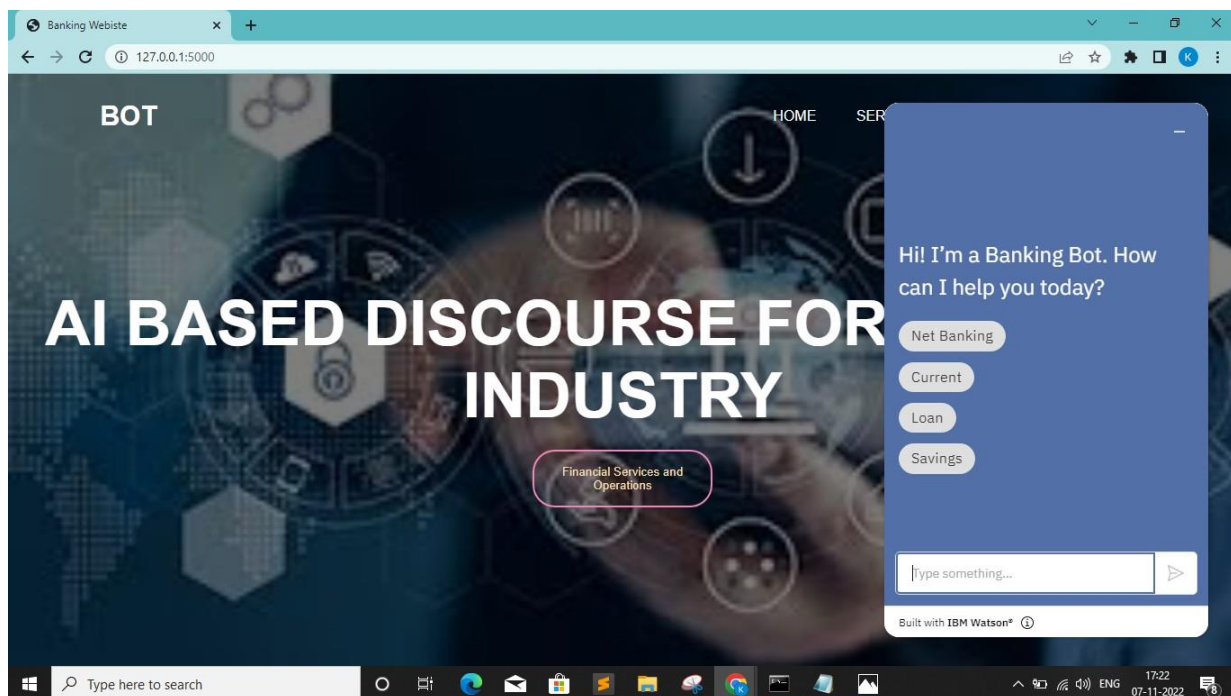 Banking Webiste
127.0.0.1:5000
K
BOT
HOME
SER
AI BASED DISCOURSE FOR
INDUSTRY
Financial Services and
Operations
Hi! I'm a Banking Bot. How
can I help you today?
Net Banking
Current
Loan
Savings
Type something...
Built with IBM Watson®
Type here to search
ENG
17:22
07-11-2022